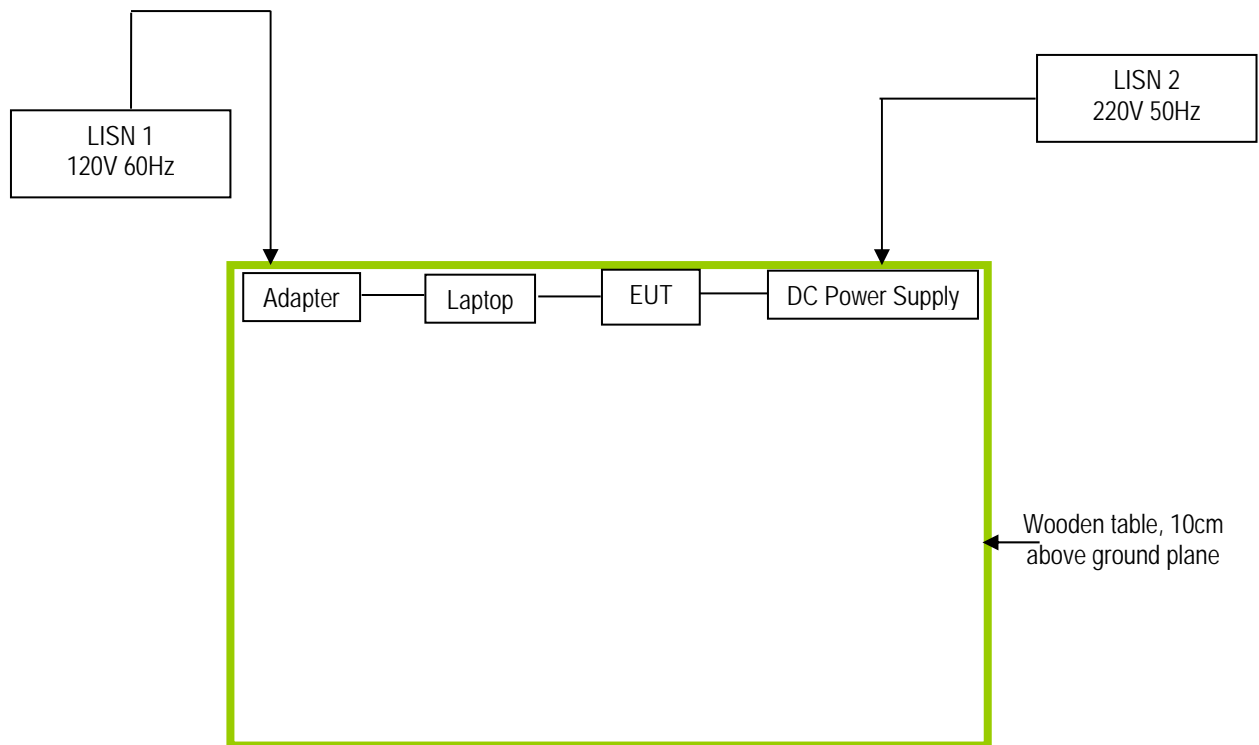 LISN 1
120V 60Hz
LISN 2
220V 50Hz
Adapter
Laptop
EUT
DC Power Supply
Wooden table, 10cm
above ground plane